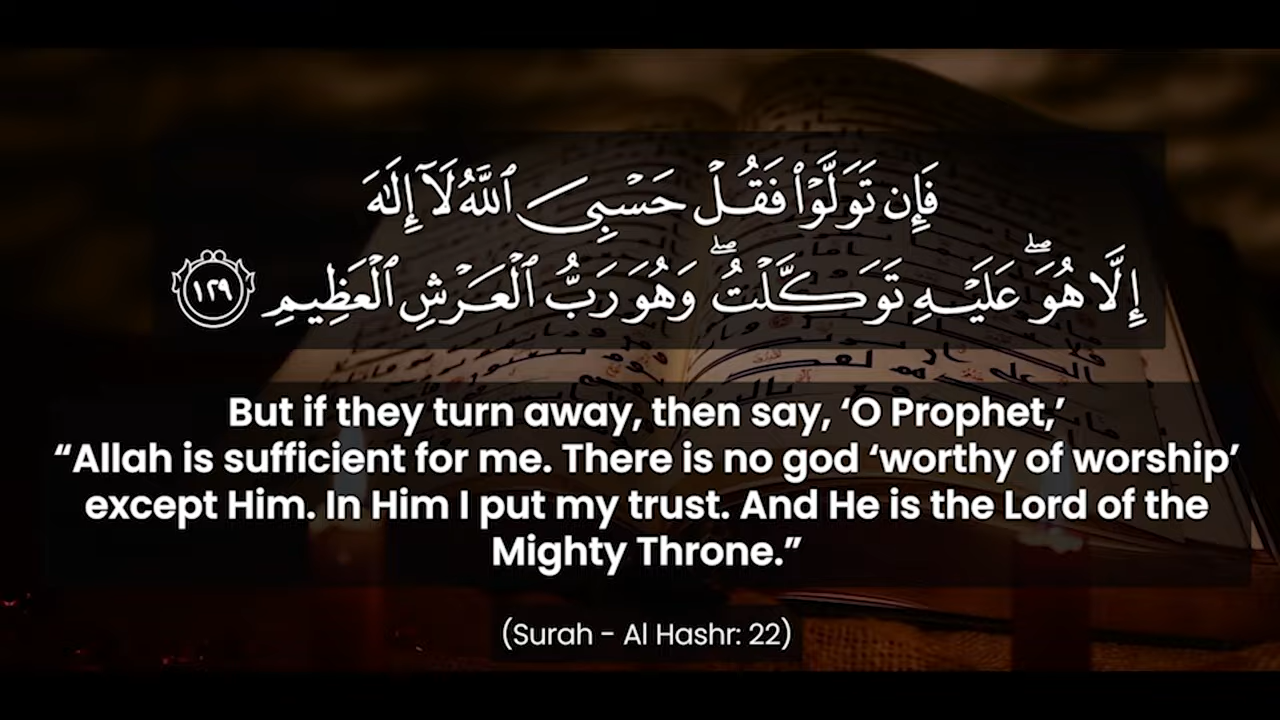 فَإِن تَوَلَّوْا۟ فَقُلْ حَسْبِىَ ٱللَّهُ لَآ إِلَٰهَ
إِلَّا هُوَ ۖ عَلَيْهِ تَوَكَّلْتُ ۖ وَهُوَ رَبُّ ٱلْعَرْشِ ٱلْعَظِيمِ ١٢٩
But if they turn away, then say, ‘O Prophet,’
“Allah is sufficient for me. There is no god ‘worthy of worship’
except Him. In Him I put my trust. And He is the Lord of the
Mighty Throne.”
(Surah - Al Hashr: 22)